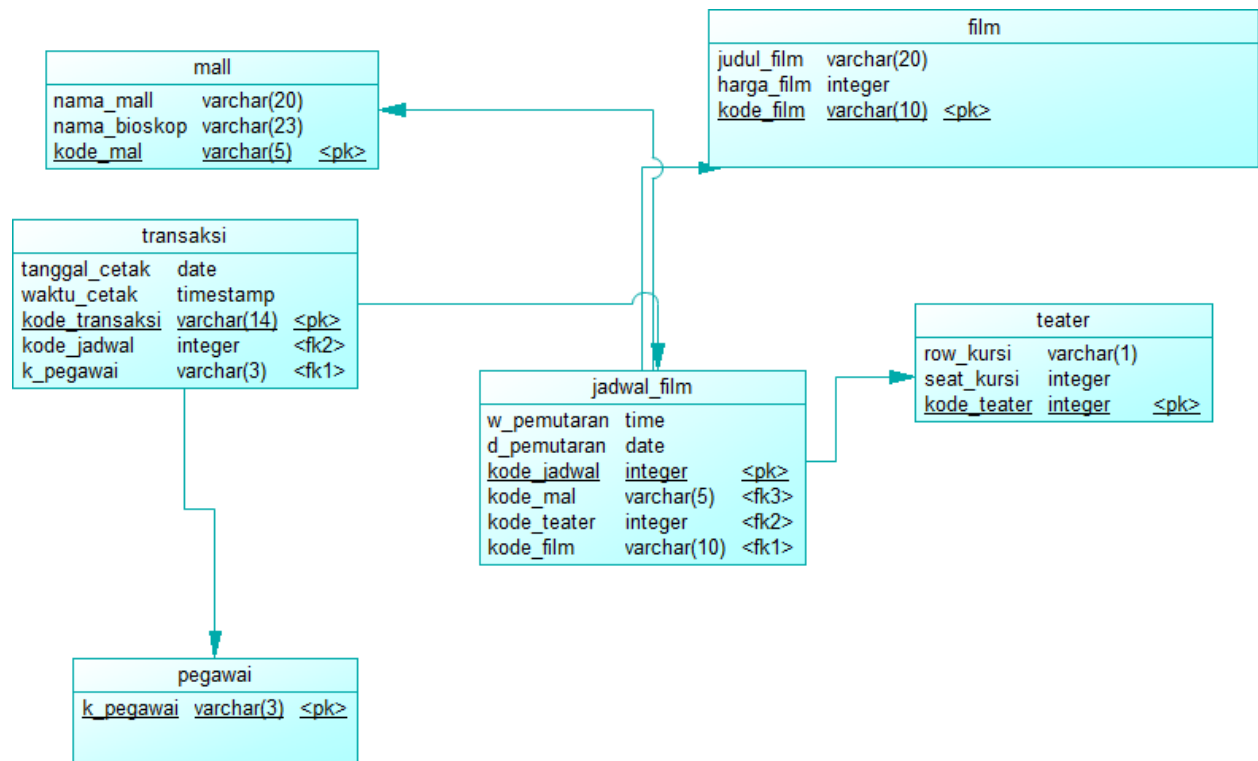 mall
nama_mall varchar(20)
nama_bioskop varchar(23)
kode_mal varchar(5) <pk>
film
judul_film varchar(20)
harga_film integer
kode_film varchar(10) <pk>
transaksi
tanggal_cetak date
waktu_cetak timestamp
kode_transaksi varchar(14) <pk>
kode_jadwal integer <fk2>
k_pegawai varchar(3) <fk1>
jadwal_film
w_pemutaran time
d_pemutaran date
kode_jadwal integer <pk>
kode_mal varchar(5) <fk3>
kode_teater integer <fk2>
kode_film varchar(10) <fk1>
teater
row_kursi varchar(1)
seat_kursi integer
kode_teater integer <pk>
pegawai
k_pegawai varchar(3) <pk>